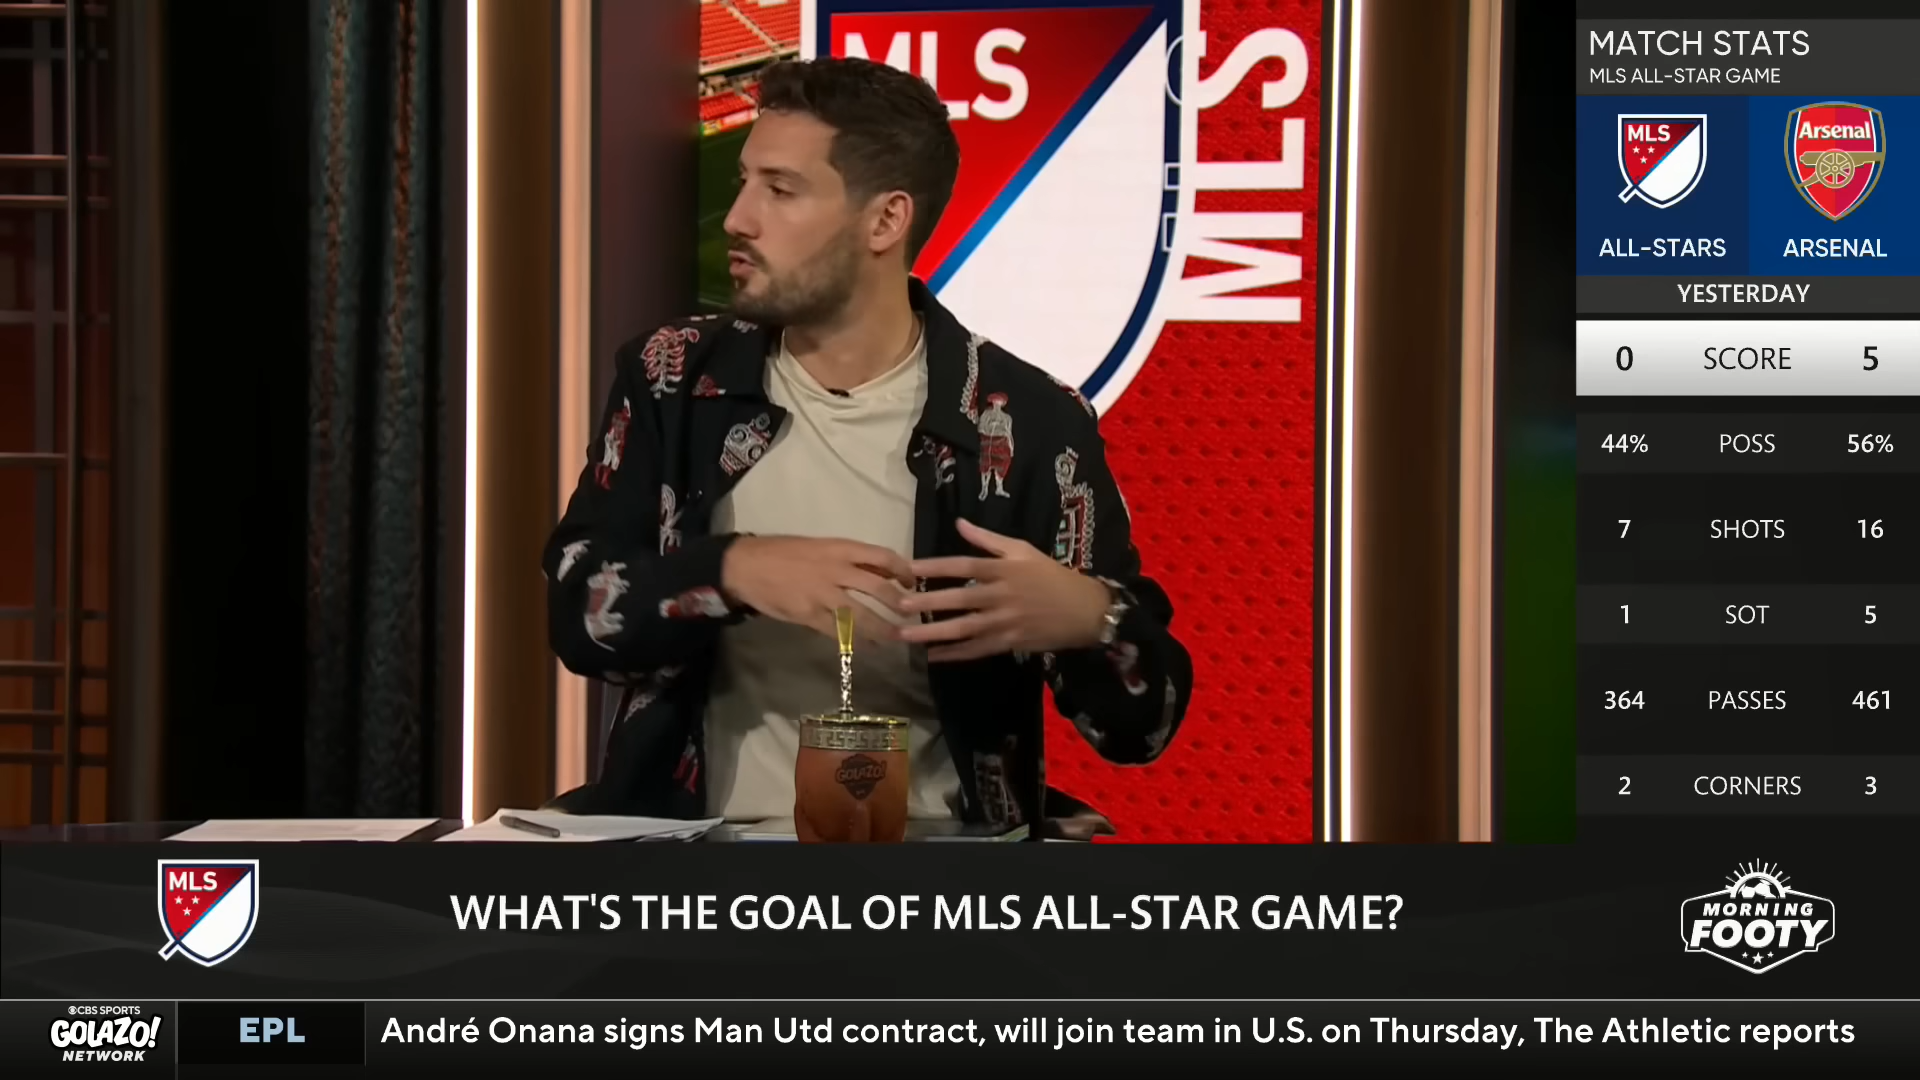 MLS
MLS
MATCH STATS
MLS ALL-STAR GAME
MLS
Arsenal
ALL-STARS
ARSENAL
YESTERDAY
0 SCORE 5
44% POSS 56%
7 SHOTS 16
1 SOT 5
364 PASSES 461
2 CORNERS 3
GOLAZO!
MLS
WHAT'S THE GOAL OF MLS ALL-STAR GAME?
MORNING
FOOTY
CBS SPORTS
GOLAZO!
NETWORK
EPL
André Onana signs Man Utd contract, will join team in U.S. on Thursday, The Athletic reports